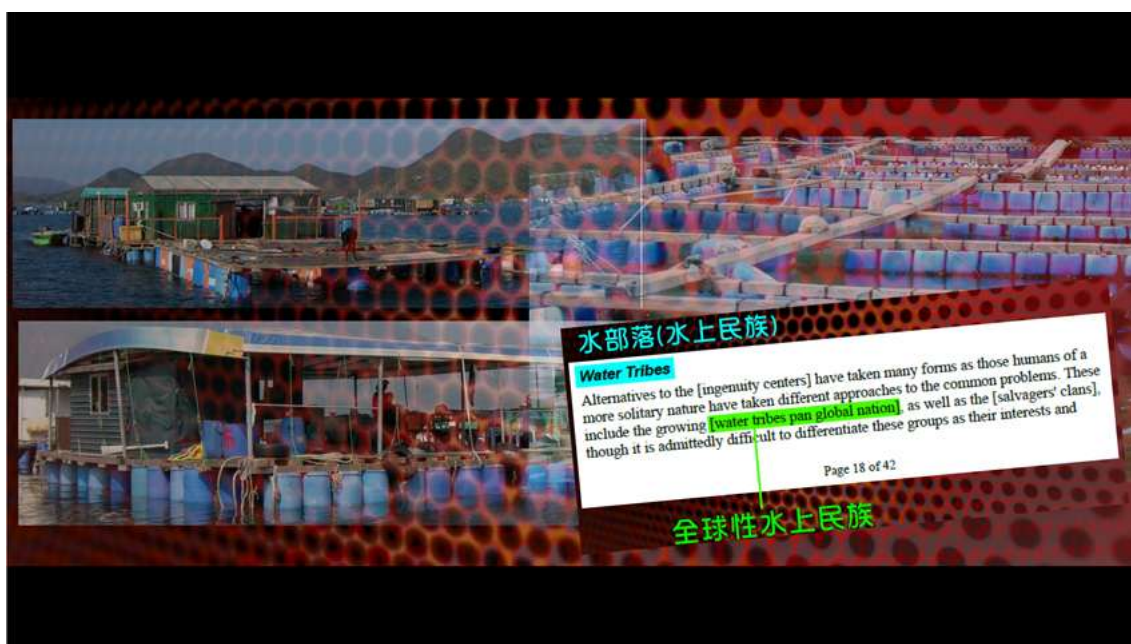 水部落(水上民族)
Water Tribes
Alternatives to the [ingenuity centers] have taken many forms as those humans of a
more solitary nature have taken different approaches to the common problems. These
include the growing [water tribes pan global nation], as well as the [salvagers' clans],
though it is admittedly difficult to differentiate these groups as their interests and
Page 18 of 42
全球性水上民族